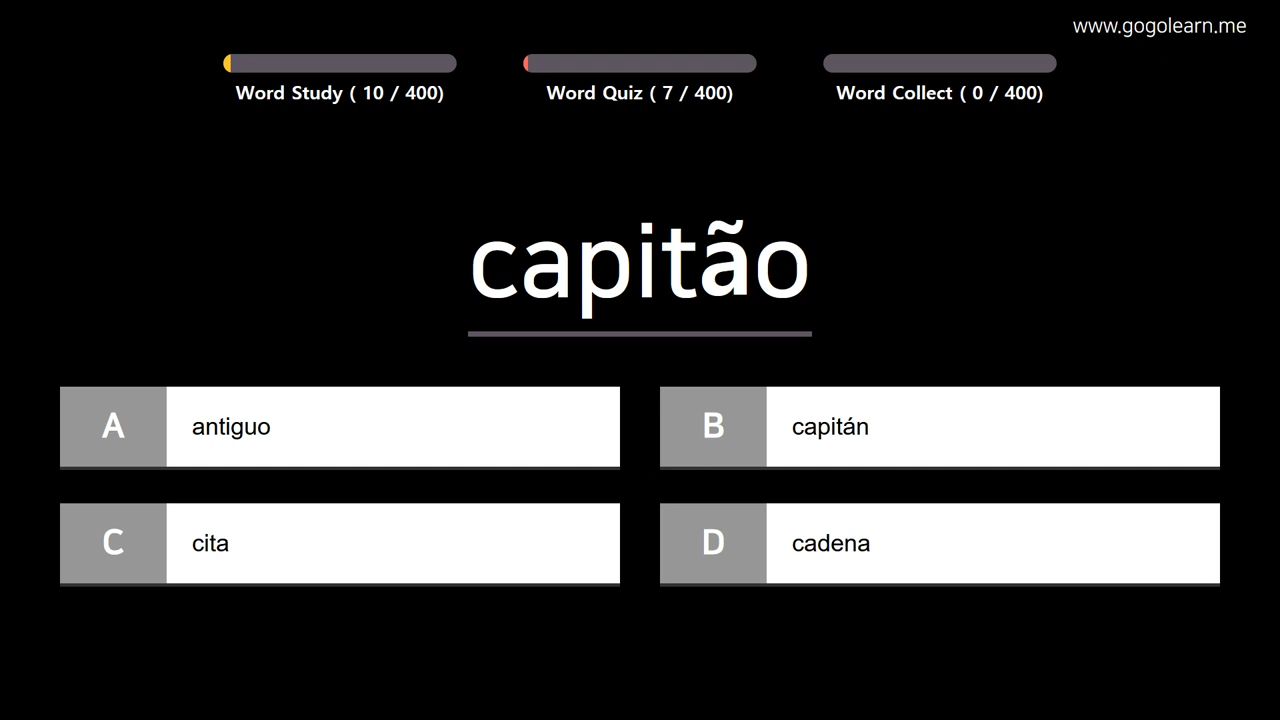 www.gogolearn.me
Word Study ( 10 / 400)
Word Quiz ( 7 / 400)
Word Collect ( 0 / 400)
capitão
A antiguo
B capitán
C cita
D cadena